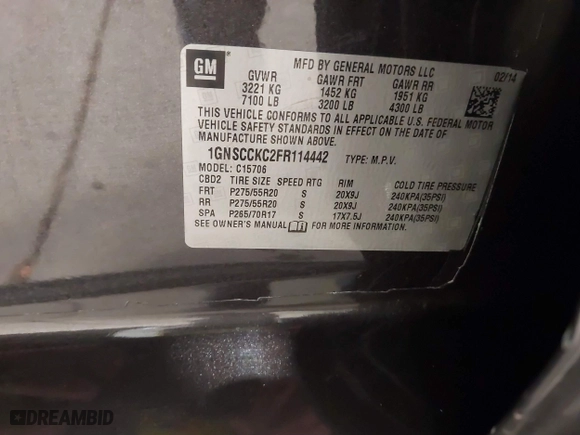 GM
MFD BY GENERAL MOTORS LLC 02/14
GVWR GAWR FRT GAWR RR
3221 KG 1452 KG 1951 KG
7100 LB 3200 LB 4300 LB
THIS VEHICLE CONFORMS TO ALL APPLICABLE U.S. FEDERAL MOTOR
VEHICLE SAFETY STANDARDS IN EFFECT ON THE DATE OF
MANUFACTURE SHOWN ABOVE.
1GNSCCKC2FR114442 TYPE: M.P.V.
MODEL: C15706
CBD2 TIRE SIZE SPEED RTG RIM COLD TIRE PRESSURE
FRT P275/55R20 S 20X9J 240KPA(35PSI)
RR P275/55R20 S 20X9J 240KPA(35PSI)
SPA P265/70R17 S 17X7.5J 240KPA(35PSI)
SEE OWNER'S MANUAL FOR MORE INFORMATION.
DREAMBID